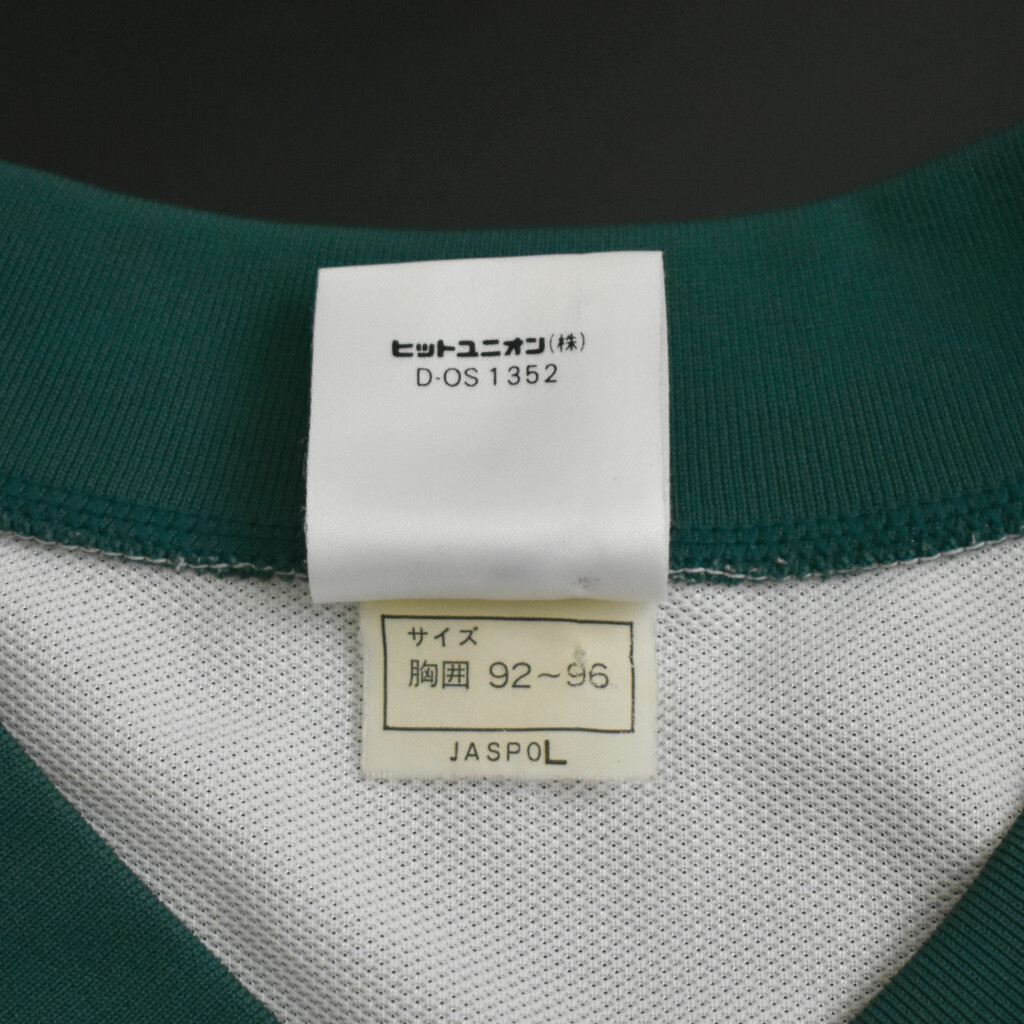 ヒットユニオン(株)
D-OS 1352
サイズ
胸囲 92~96
JASPO L